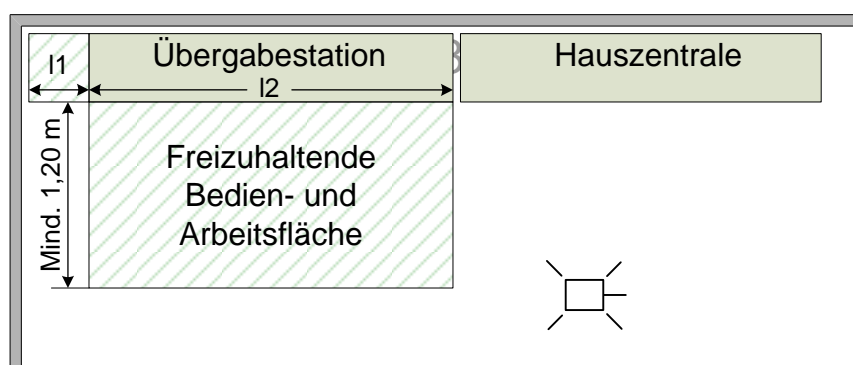 l1
Übergabestation
Hauszentrale
l2
Mind. 1,20 m
Freizuhaltende
Bedien- und
Arbeitsfläche